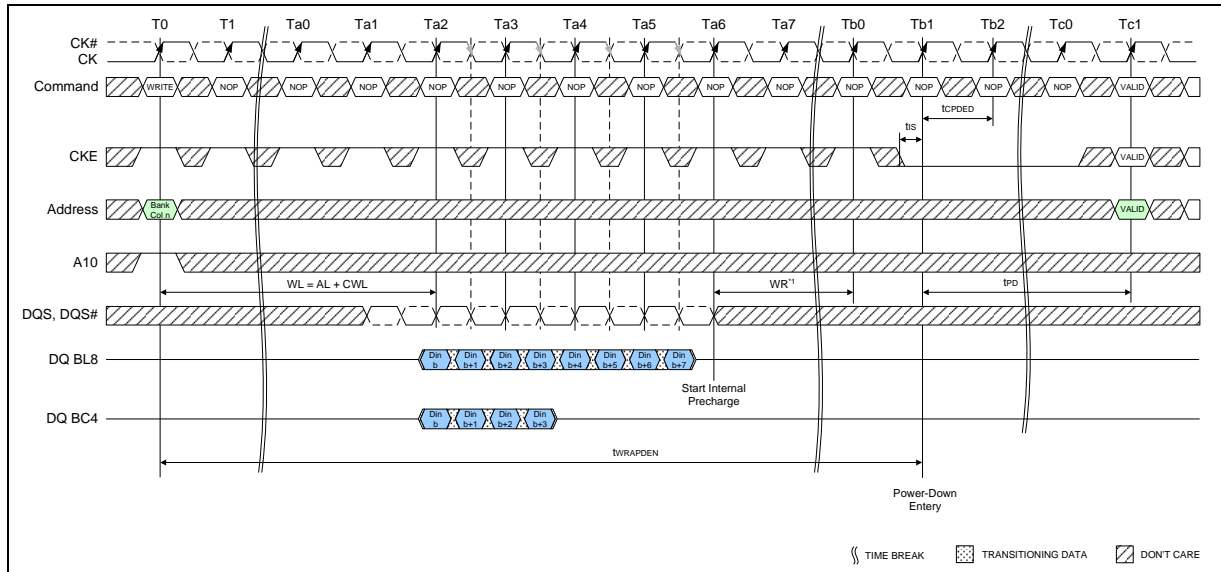 T0 T1 Ta0 Ta1 Ta2 Ta3 Ta4 Ta5 Ta6 Ta7 Tb0 Tb1 Tb2 Tc0 Tc1
CK#
CK
Command WRITE NOP NOP NOP NOP NOP NOP NOP NOP NOP NOP NOP NOP NOP VALID
tCPDED
tIS
CKE VALID
Address Bank Col n VALID
A10
WL = AL + CWL WR*1 tPD
DQS, DQS#
DQ BL8 Din b Din b+1 Din b+2 Din b+3 Din b+4 Din b+5 Din b+6 Din b+7
Start Internal
Precharge
DQ BC4 Din b Din b+1 Din b+2 Din b+3
tWRAPDEN
Power-Down
Entery
TIME BREAK TRANSITIONING DATA DON'T CARE